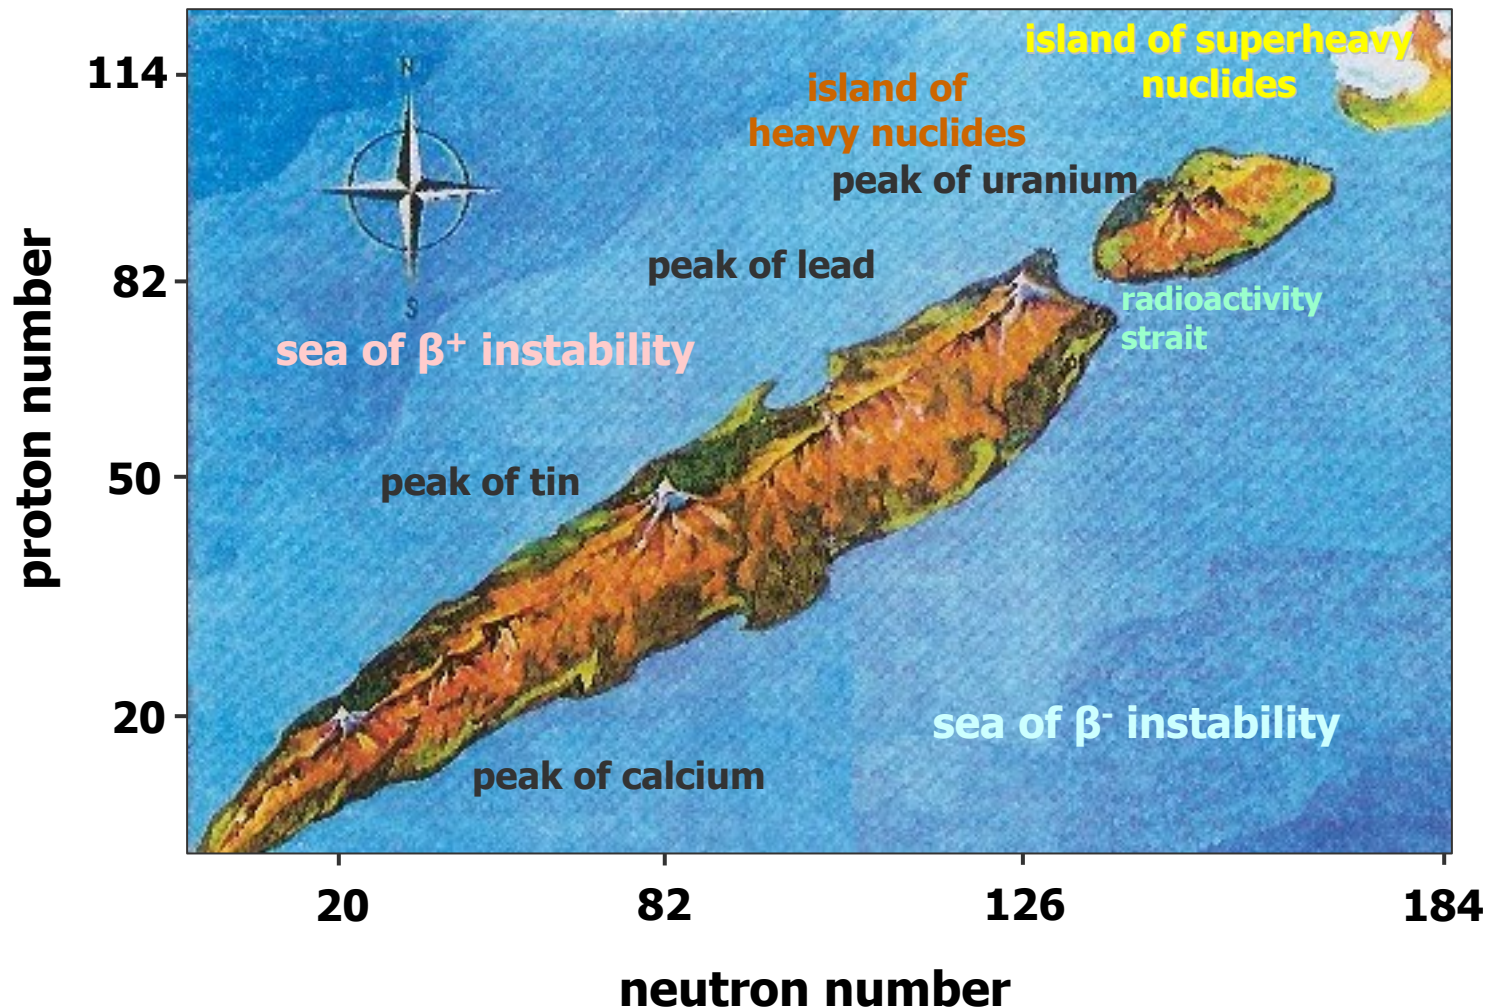 island of superheavy
nuclides
island of
heavy nuclides
peak of uranium
peak of lead
radioactivity
strait
sea of β⁺ instability
peak of tin
sea of β⁻ instability
peak of calcium
N
S
proton number
114
82
50
20
20
82
126
184
neutron number